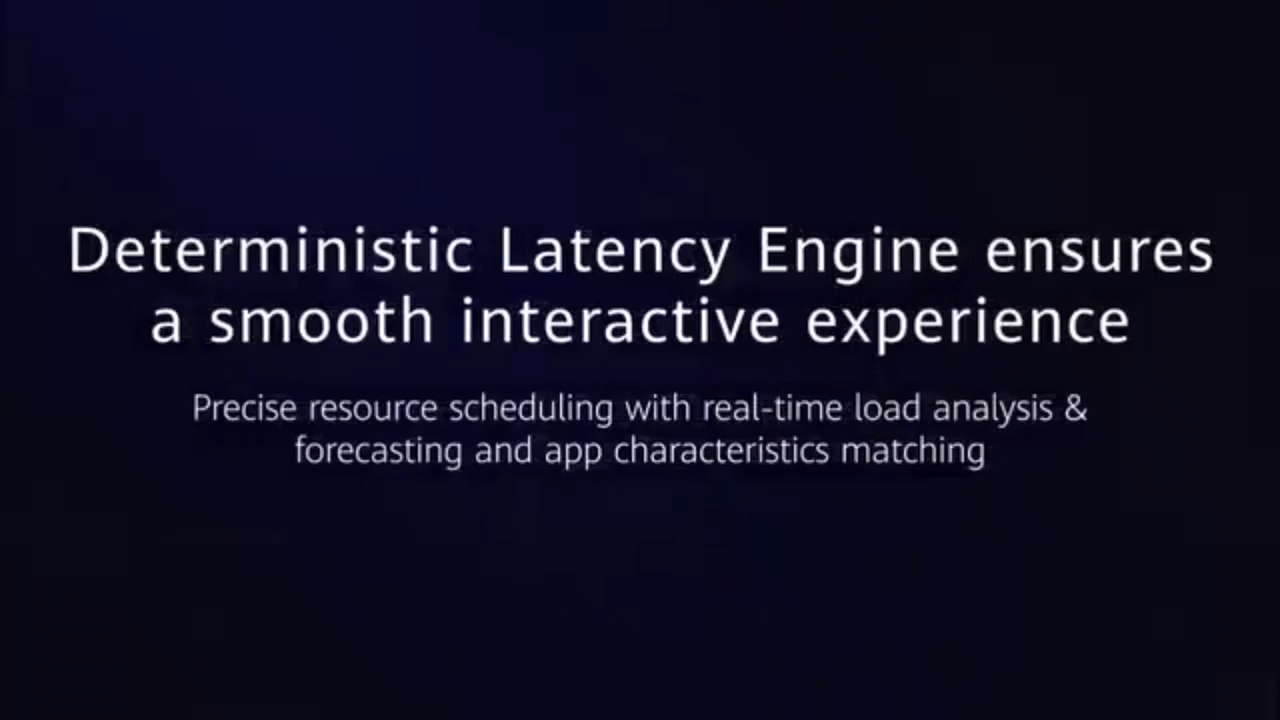 Deterministic Latency Engine ensures
a smooth interactive experience
Precise resource scheduling with real-time load analysis &
forecasting and app characteristics matching